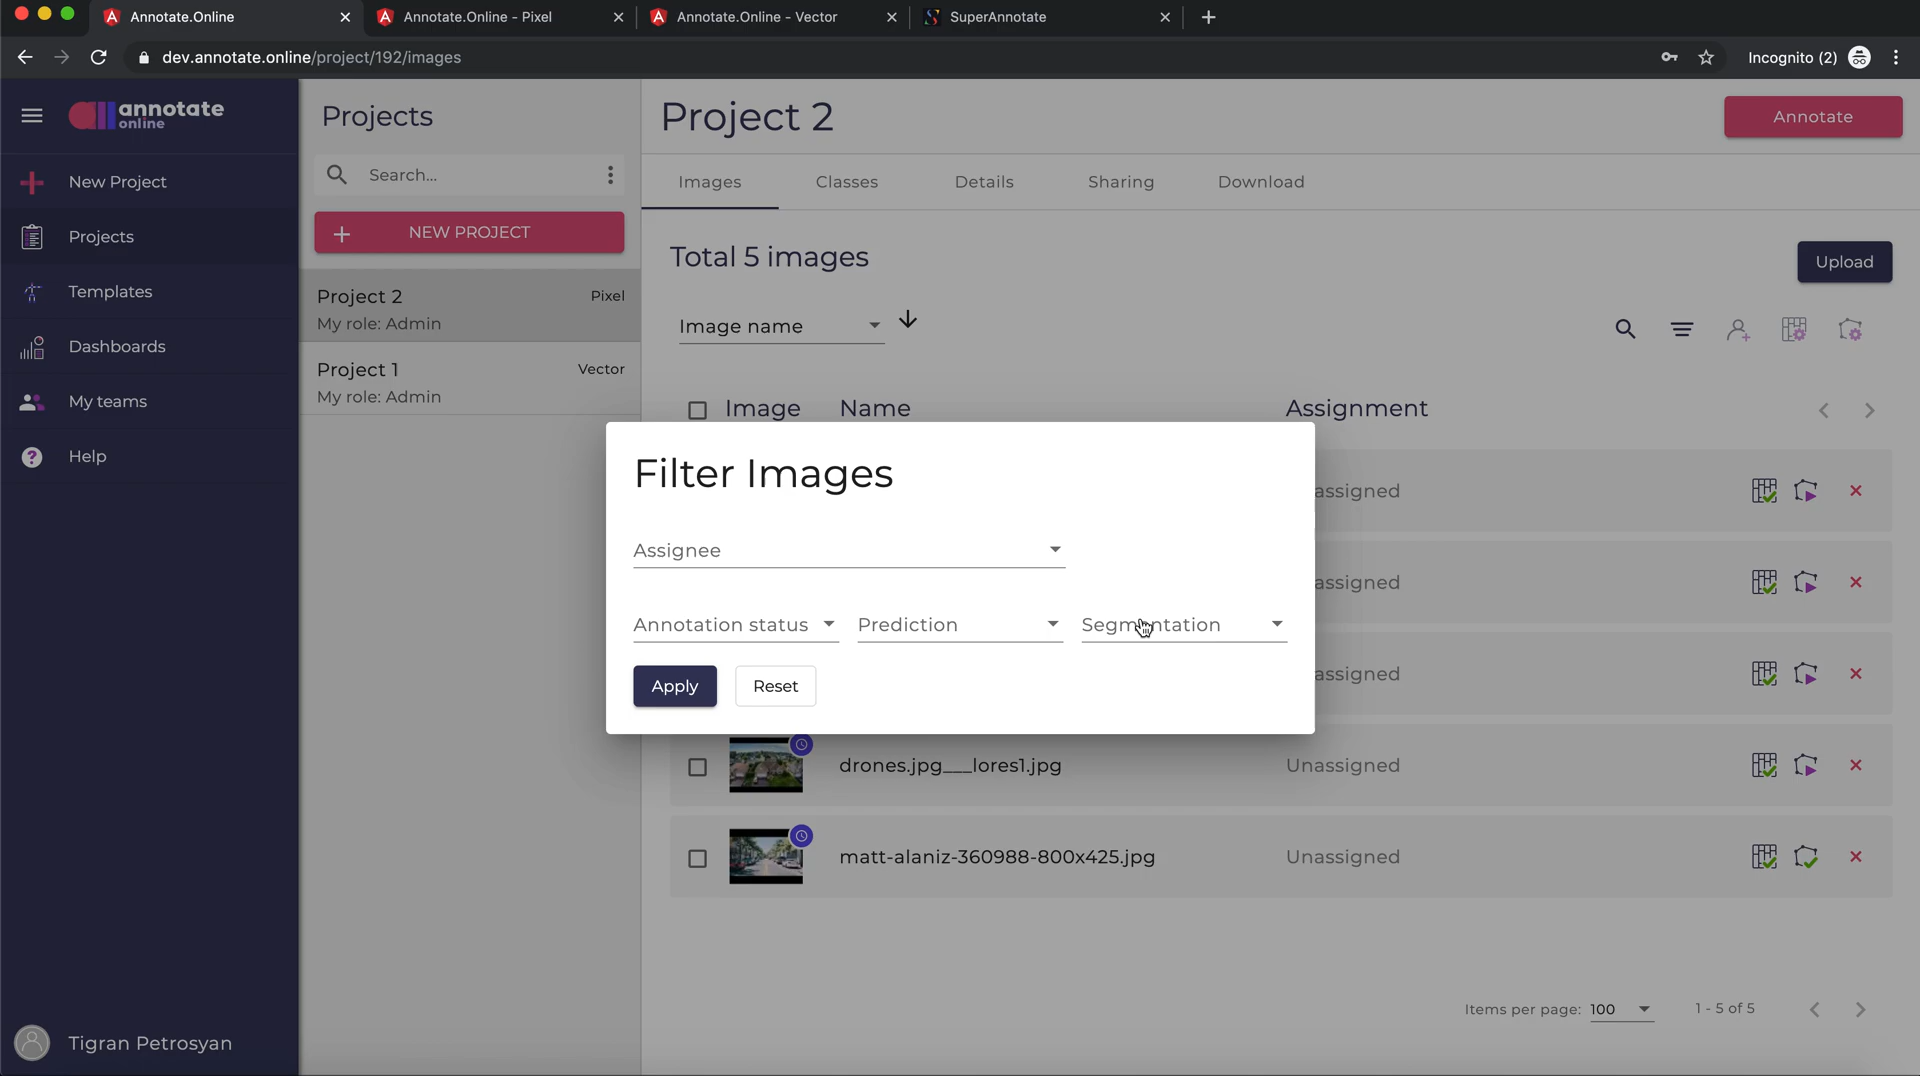 Annotate.Online
Annotate.Online - Pixel
Annotate.Online - Vector
SuperAnnotate
dev.annotate.online/project/192/images
Incognito (2)
annotate
online
New Project
Projects
Templates
Dashboards
My teams
Help
Tigran Petrosyan
Projects
Search...
NEW PROJECT
Project 2
Pixel
My role: Admin
Project 1
Vector
My role: Admin
Project 2
Annotate
Images
Classes
Details
Sharing
Download
Total 5 images
Upload
Image name
Image
Name
Assignment
Filter Images
Assignee
Annotation status
Prediction
Segmentation
Apply
Reset
assigned
assigned
assigned
drones.jpg___lores1.jpg
Unassigned
matt-alaniz-360988-800x425.jpg
Unassigned
Items per page:
100
1 - 5 of 5